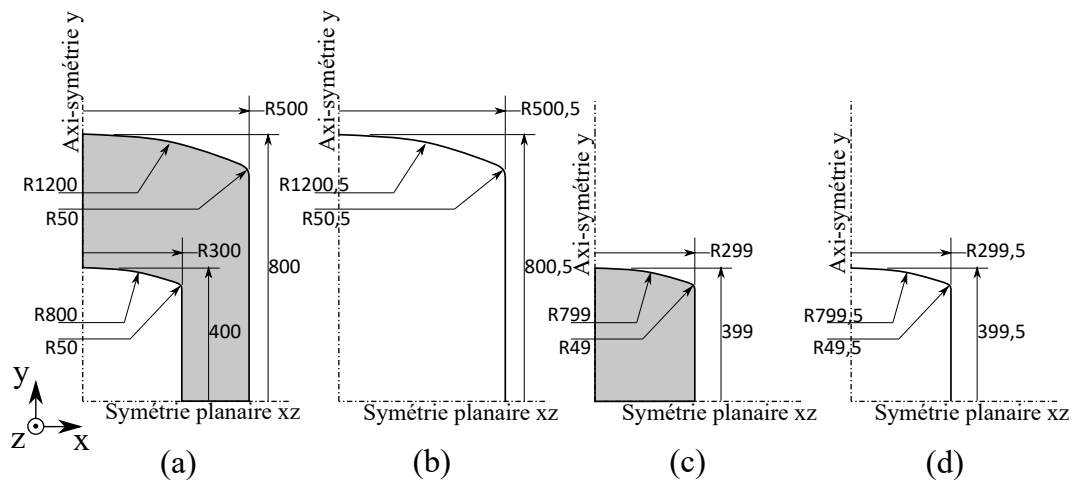 Axi-symétrie y
R500
R1200
R50
R300
800
R800
R50
400
y
z
x
Symétrie planaire xz
(a)
Axi-symétrie y
R500,5
R1200,5
R50,5
800,5
Symétrie planaire xz
(b)
Axi-symétrie y
R299
R799
R49
399
Symétrie planaire xz
(c)
Axi-symétrie y
R299,5
R799,5
R49,5
399,5
Symétrie planaire xz
(d)